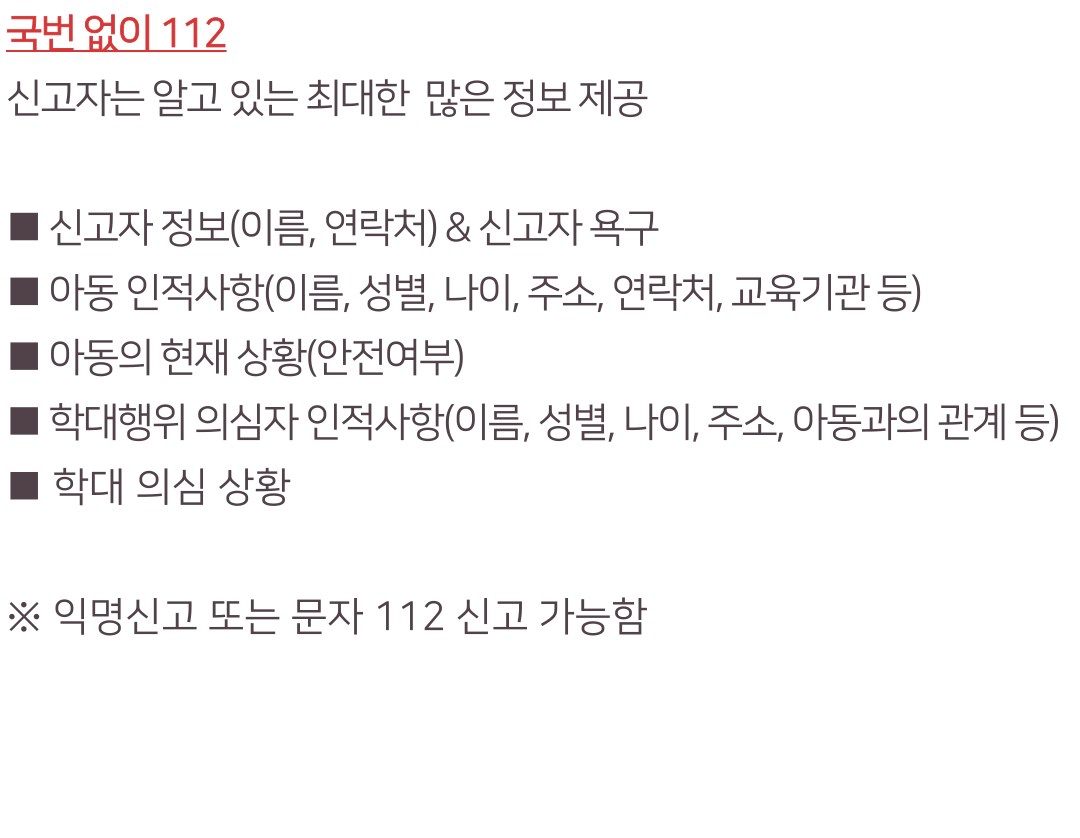 국번 없이 112
신고자는 알고 있는 최대한 많은 정보 제공
■ 신고자 정보(이름, 연락처) & 신고자 욕구
■ 아동 인적사항(이름, 성별, 나이, 주소, 연락처, 교육기관 등)
■ 아동의 현재 상황(안전여부)
■ 학대행위 의심자 인적사항(이름, 성별, 나이, 주소, 아동과의 관계 등)
■ 학대 의심 상황
※ 익명신고 또는 문자 112 신고 가능함